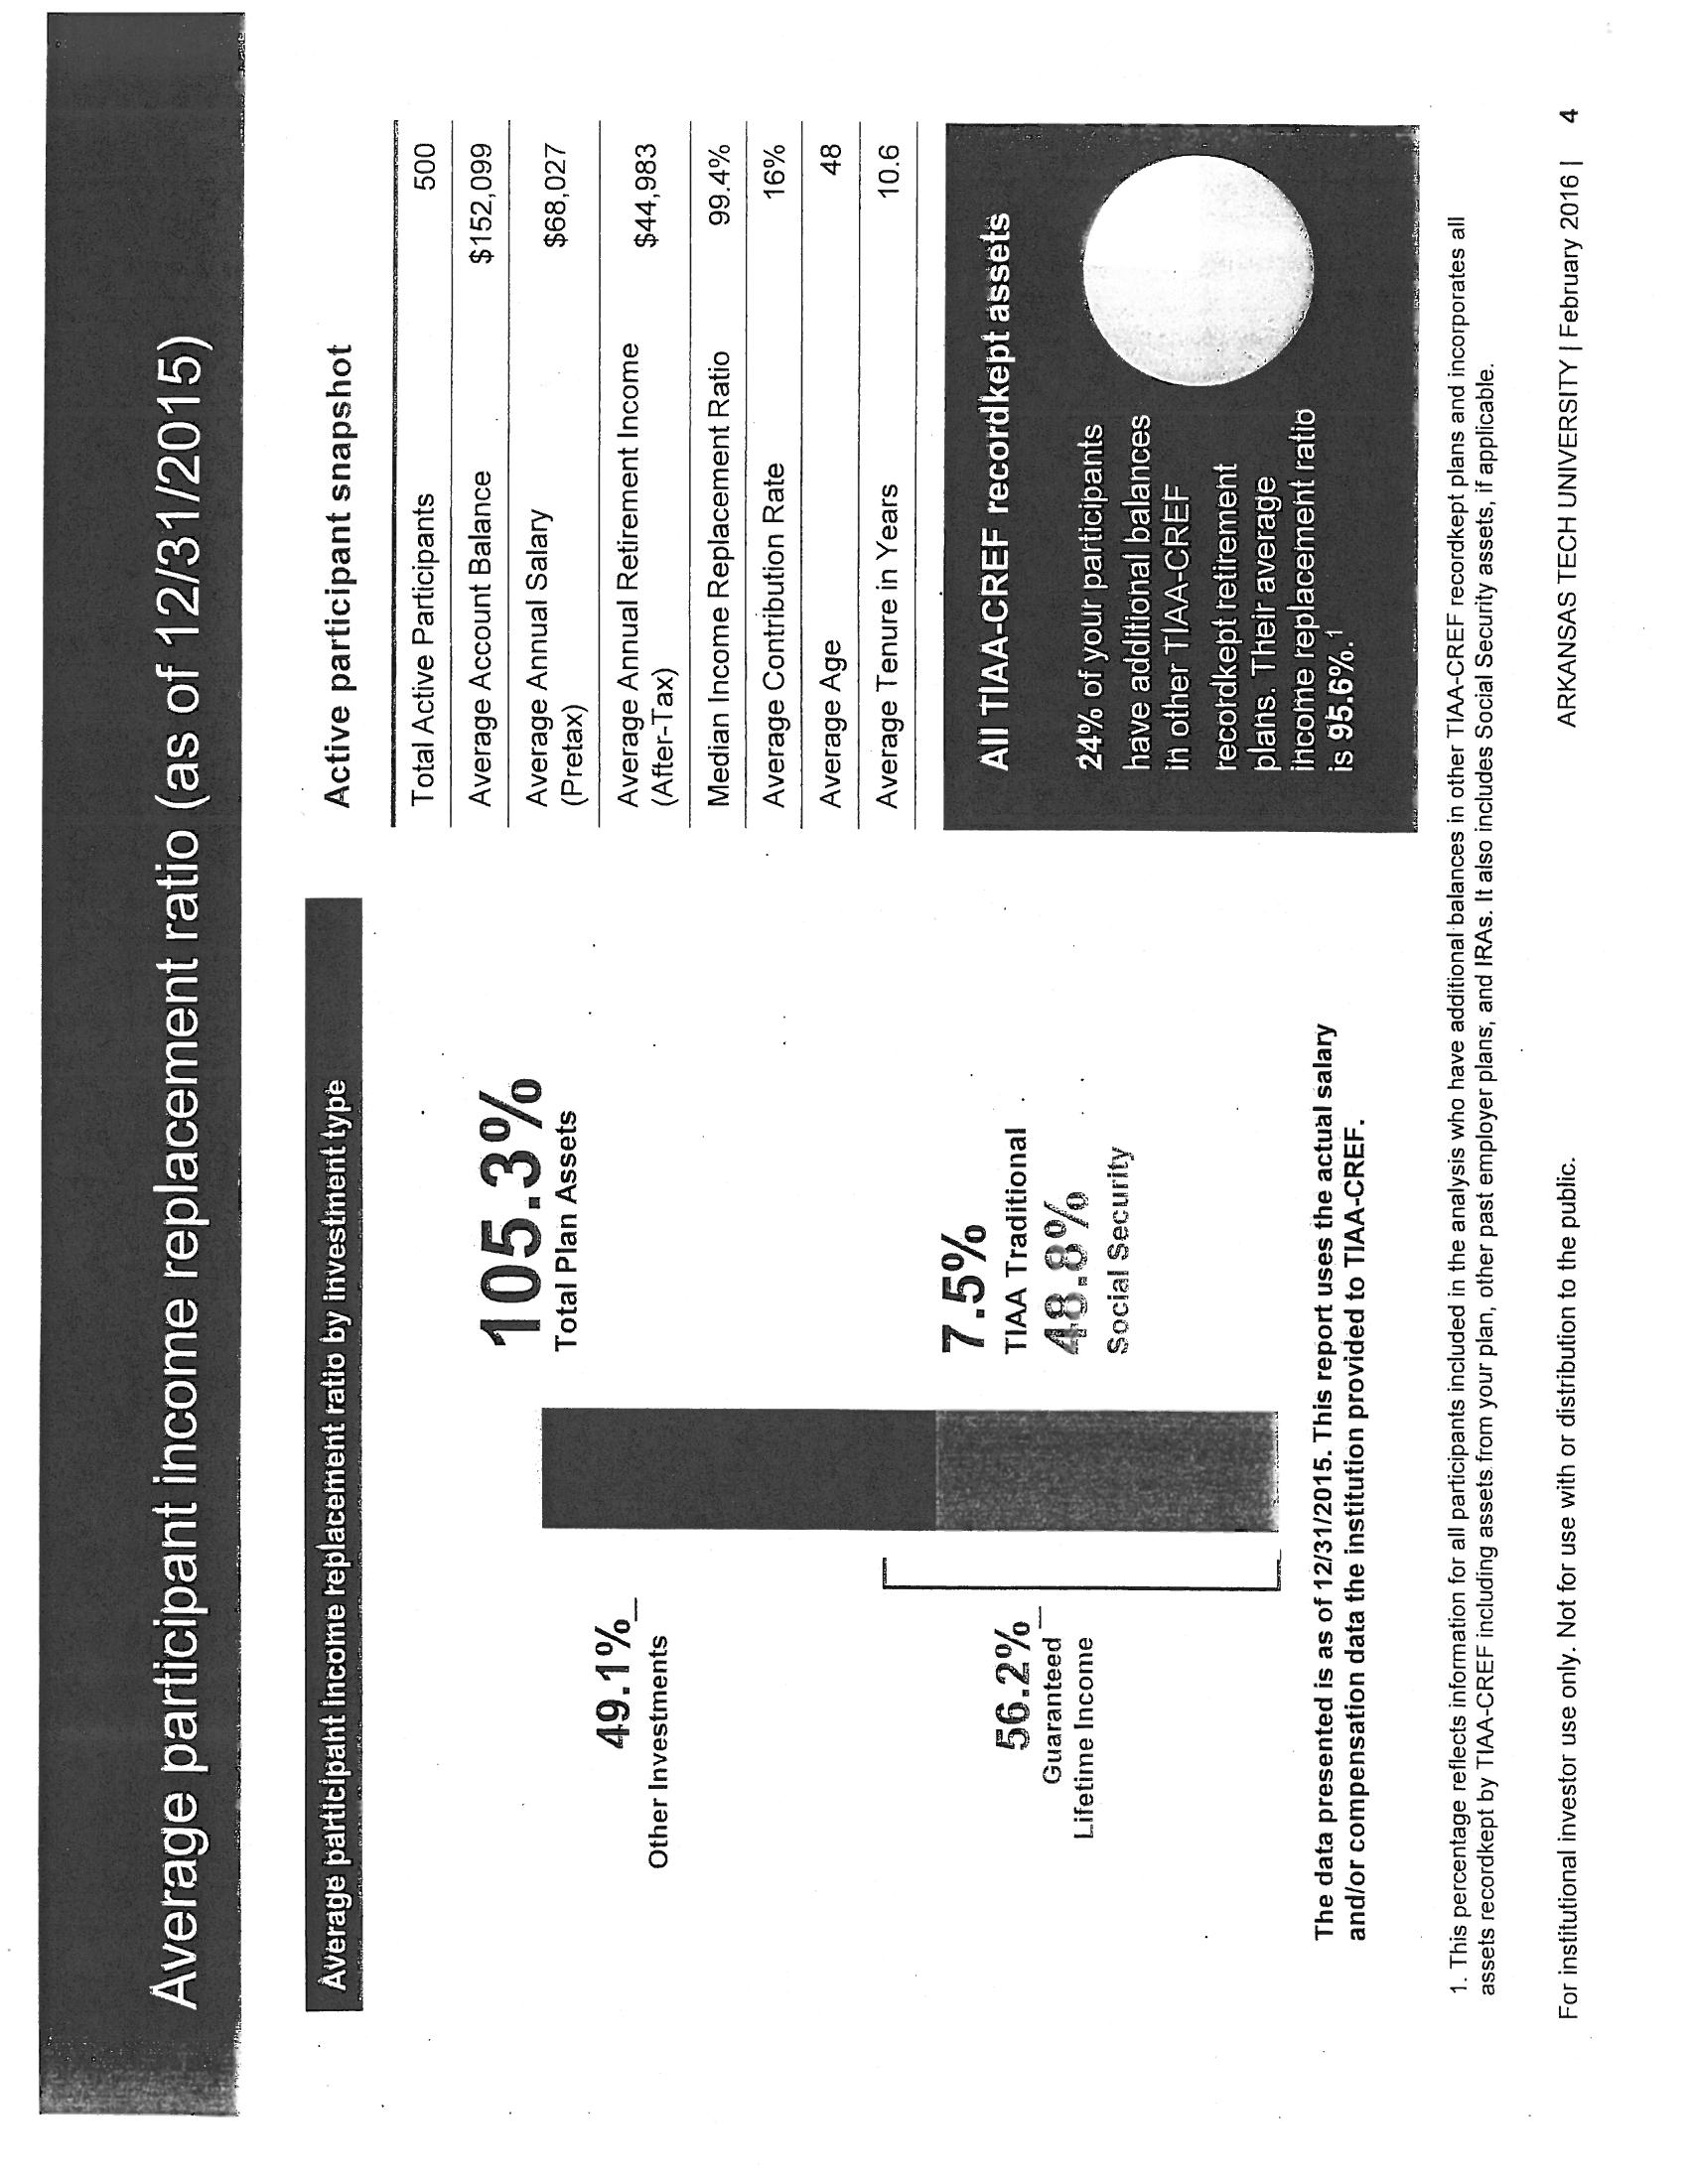 Average participant income replacement ratio (as of 12/31/2015)
Average participant income replacement ratio by investment type
105.3%
Total Plan Assets
49.1%
Other Investments
7.5%
TIAA Traditional
48.8%
Social Security
56.2%
Guaranteed
Lifetime Income
The data presented is as of 12/31/2015. This report uses the actual salary
and/or compensation data the institution provided to TIAA-CREF.
Active participant snapshot
Total Active Participants 500
Average Account Balance $152,099
Average Annual Salary $68,027
(Pretax)
Average Annual Retirement Income $44,983
(After-Tax)
Median Income Replacement Ratio 99.4%
Average Contribution Rate 16%
Average Age 48
Average Tenure in Years 10.6
All TIAA-CREF recordkept assets
24% of your participants
have additional balances
in other TIAA-CREF
recordkept retirement
plans. Their average
income replacement ratio
is 95.6%.1
1. This percentage reflects information for all participants included in the analysis who have additional balances in other TIAA-CREF recordkept plans and incorporates all
assets recordkept by TIAA-CREF including assets from your plan, other past employer plans, and IRAs. It also includes Social Security assets, if applicable.
For institutional investor use only. Not for use with or distribution to the public.
ARKANSAS TECH UNIVERSITY | February 2016 | 4